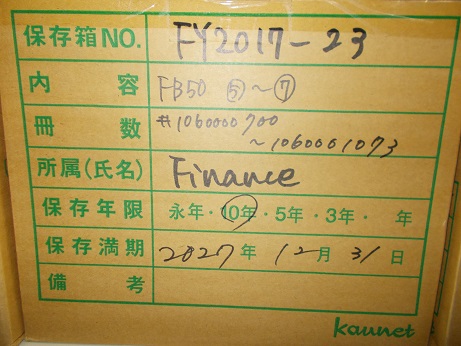 保存箱NO. FY2017-23
内容 FB50 ⑤〜⑦
冊数 #1060000700
〜1060001073
所属(氏名) Finance
保存年限 永年・10年・5年・3年・ 年
保存満期 2027年 12月 31日
備考
kaunet